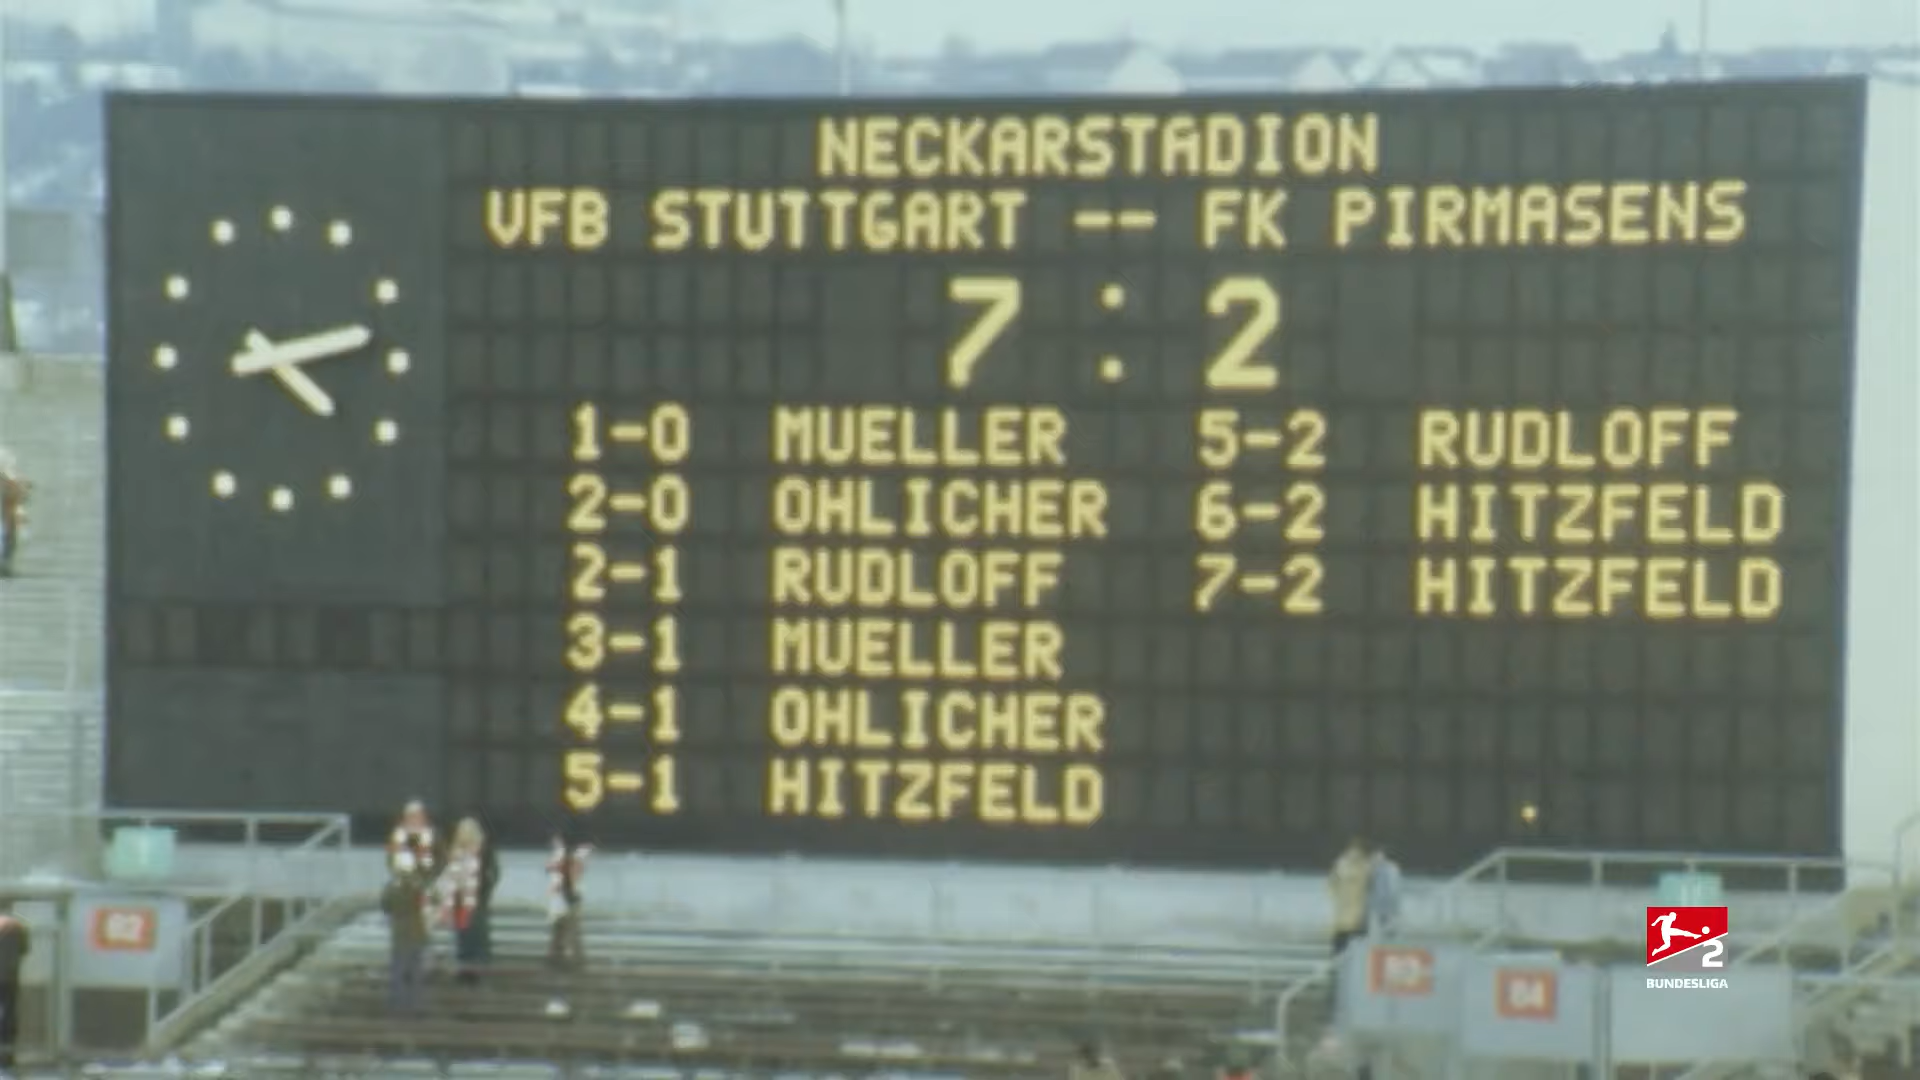 NECKARSTADION
VFB STUTTGART -- FK PIRMASENS
7 : 2
1-0 MUELLER 5-2 RUDLOFF
2-0 OHLICHER 6-2 HITZFELD
2-1 RUDLOFF 7-2 HITZFELD
3-1 MUELLER
4-1 OHLICHER
5-1 HITZFELD
02
03
04
2
BUNDESLIGA